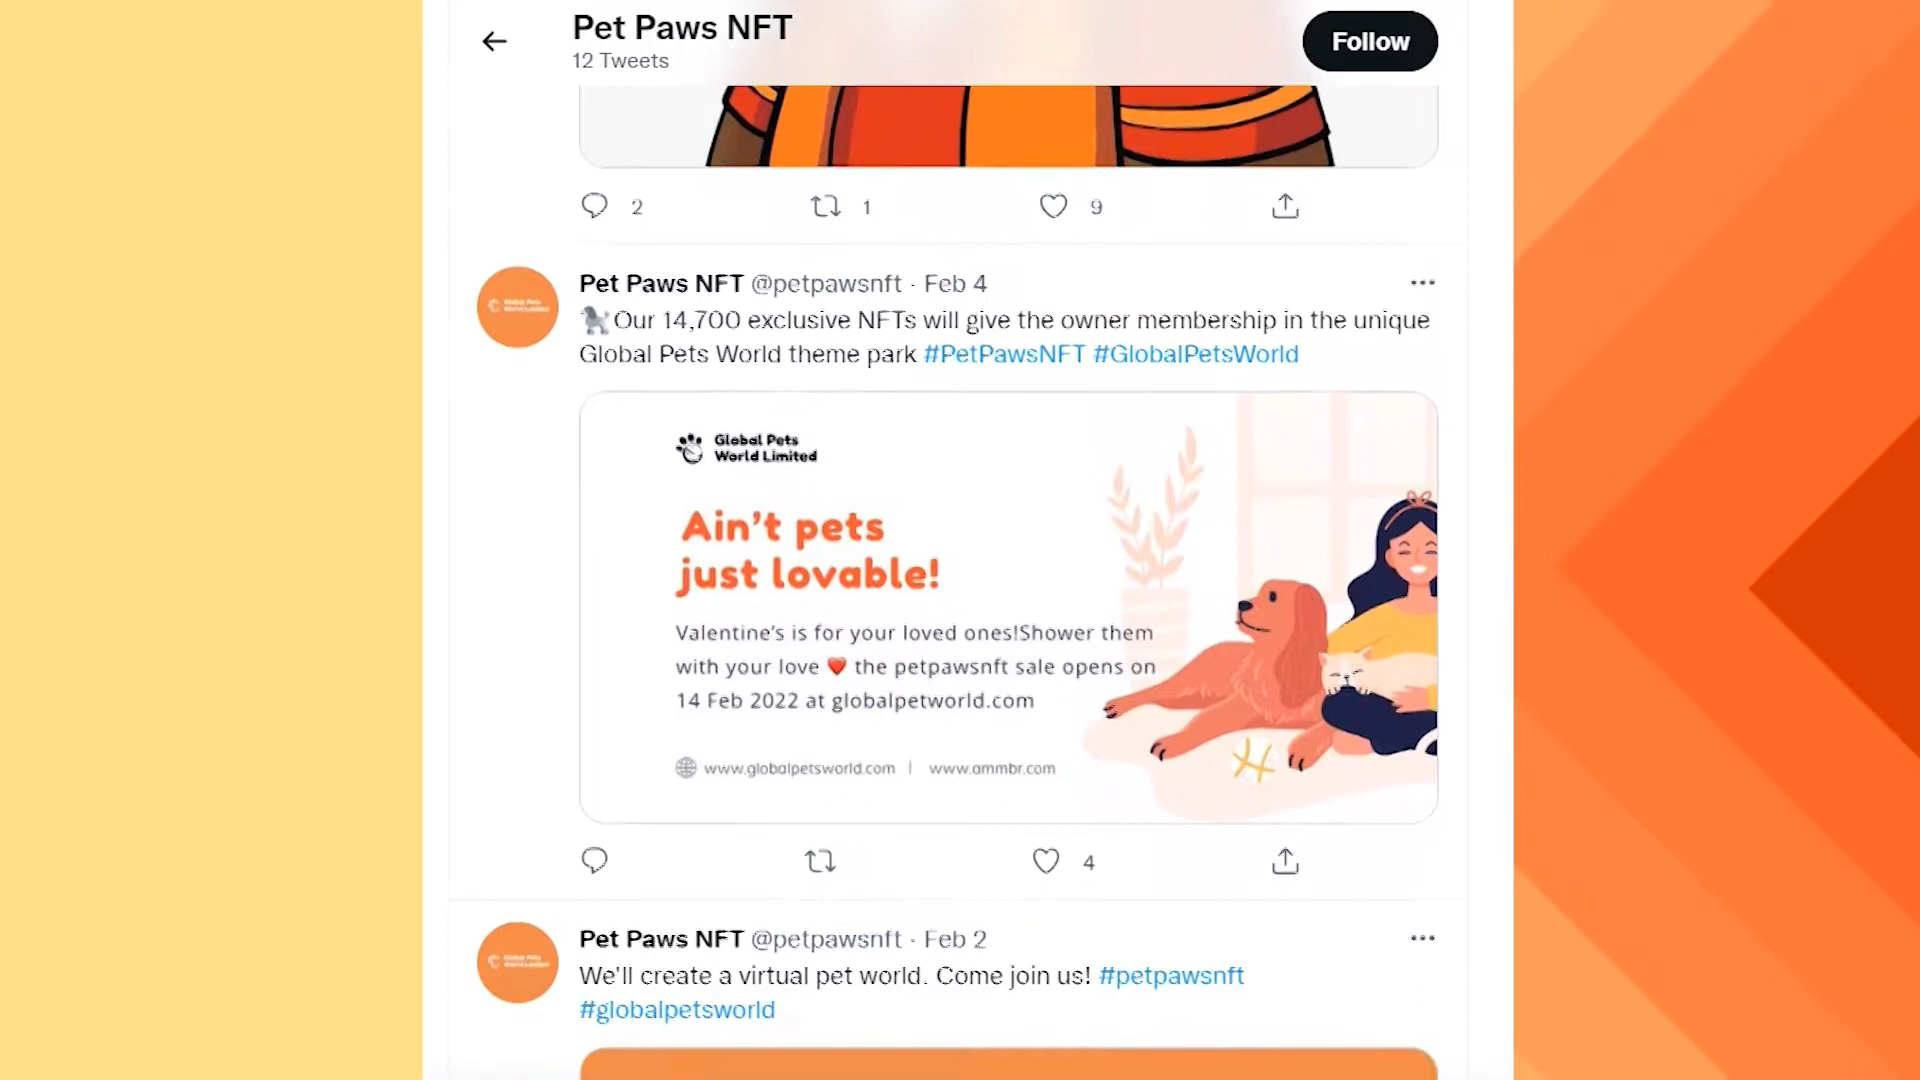 Pet Paws NFT
12 Tweets
Follow
2
1
9
Pet Paws NFT @petpawsnft · Feb 4
Our 14,700 exclusive NFTs will give the owner membership in the unique
Global Pets World theme park #PetPawsNFT #GlobalPetsWorld
Global Pets
World Limited
Ain't pets
just lovable!
Valentine's is for your loved ones!Shower them
with your love ❤️ the petpawsnft sale opens on
14 Feb 2022 at globalpetworld.com
www.globalpetsworld.com | www.ammbr.com
4
Pet Paws NFT @petpawsnft · Feb 2
We'll create a virtual pet world. Come join us! #petpawsnft
#globalpetsworld